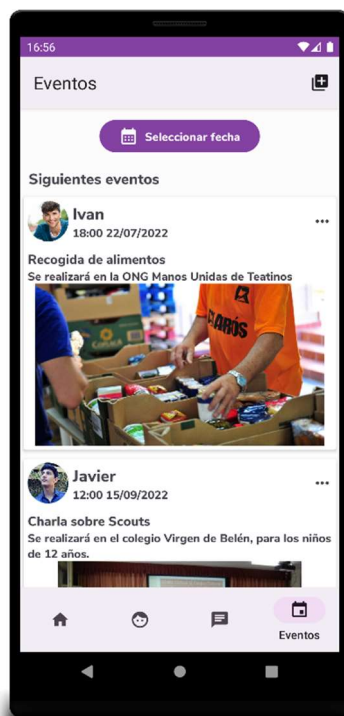 16:56
Eventos
Seleccionar fecha
Siguientes eventos
Ivan
18:00 22/07/2022
Recogida de alimentos
Se realizará en la ONG Manos Unidas de Teatinos
Javier
12:00 15/09/2022
Charla sobre Scouts
Se realizará en el colegio Virgen de Belén, para los niños
de 12 años.
Eventos